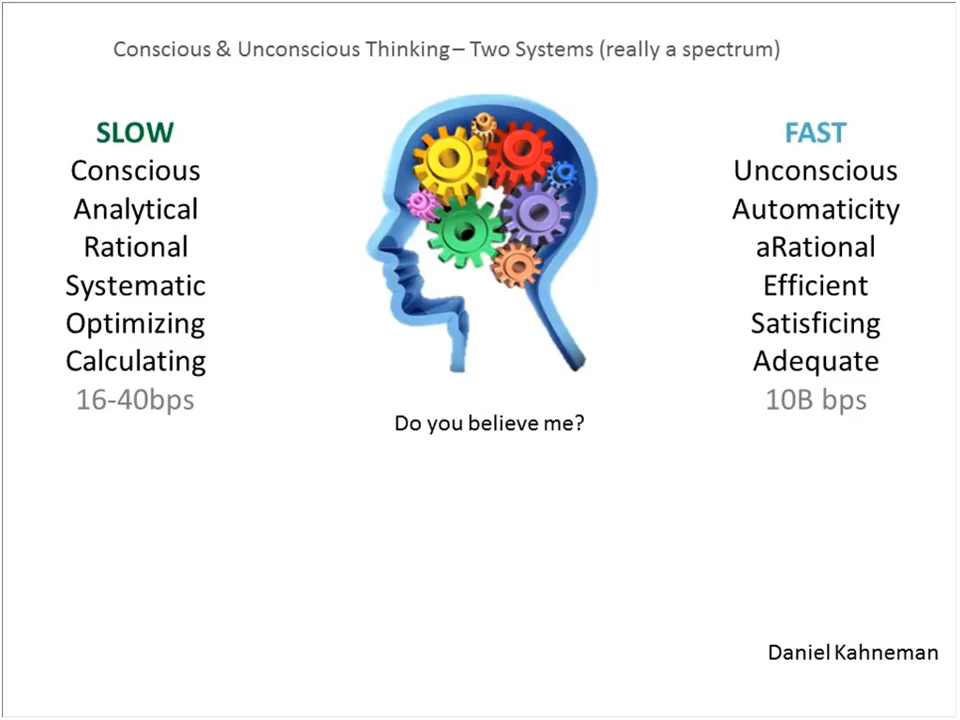 Conscious & Unconscious Thinking – Two Systems (really a spectrum)
SLOW
Conscious
Analytical
Rational
Systematic
Optimizing
Calculating
16-40bps
FAST
Unconscious
Automaticity
aRational
Efficient
Satisficing
Adequate
10B bps
Do you believe me?
Daniel Kahneman